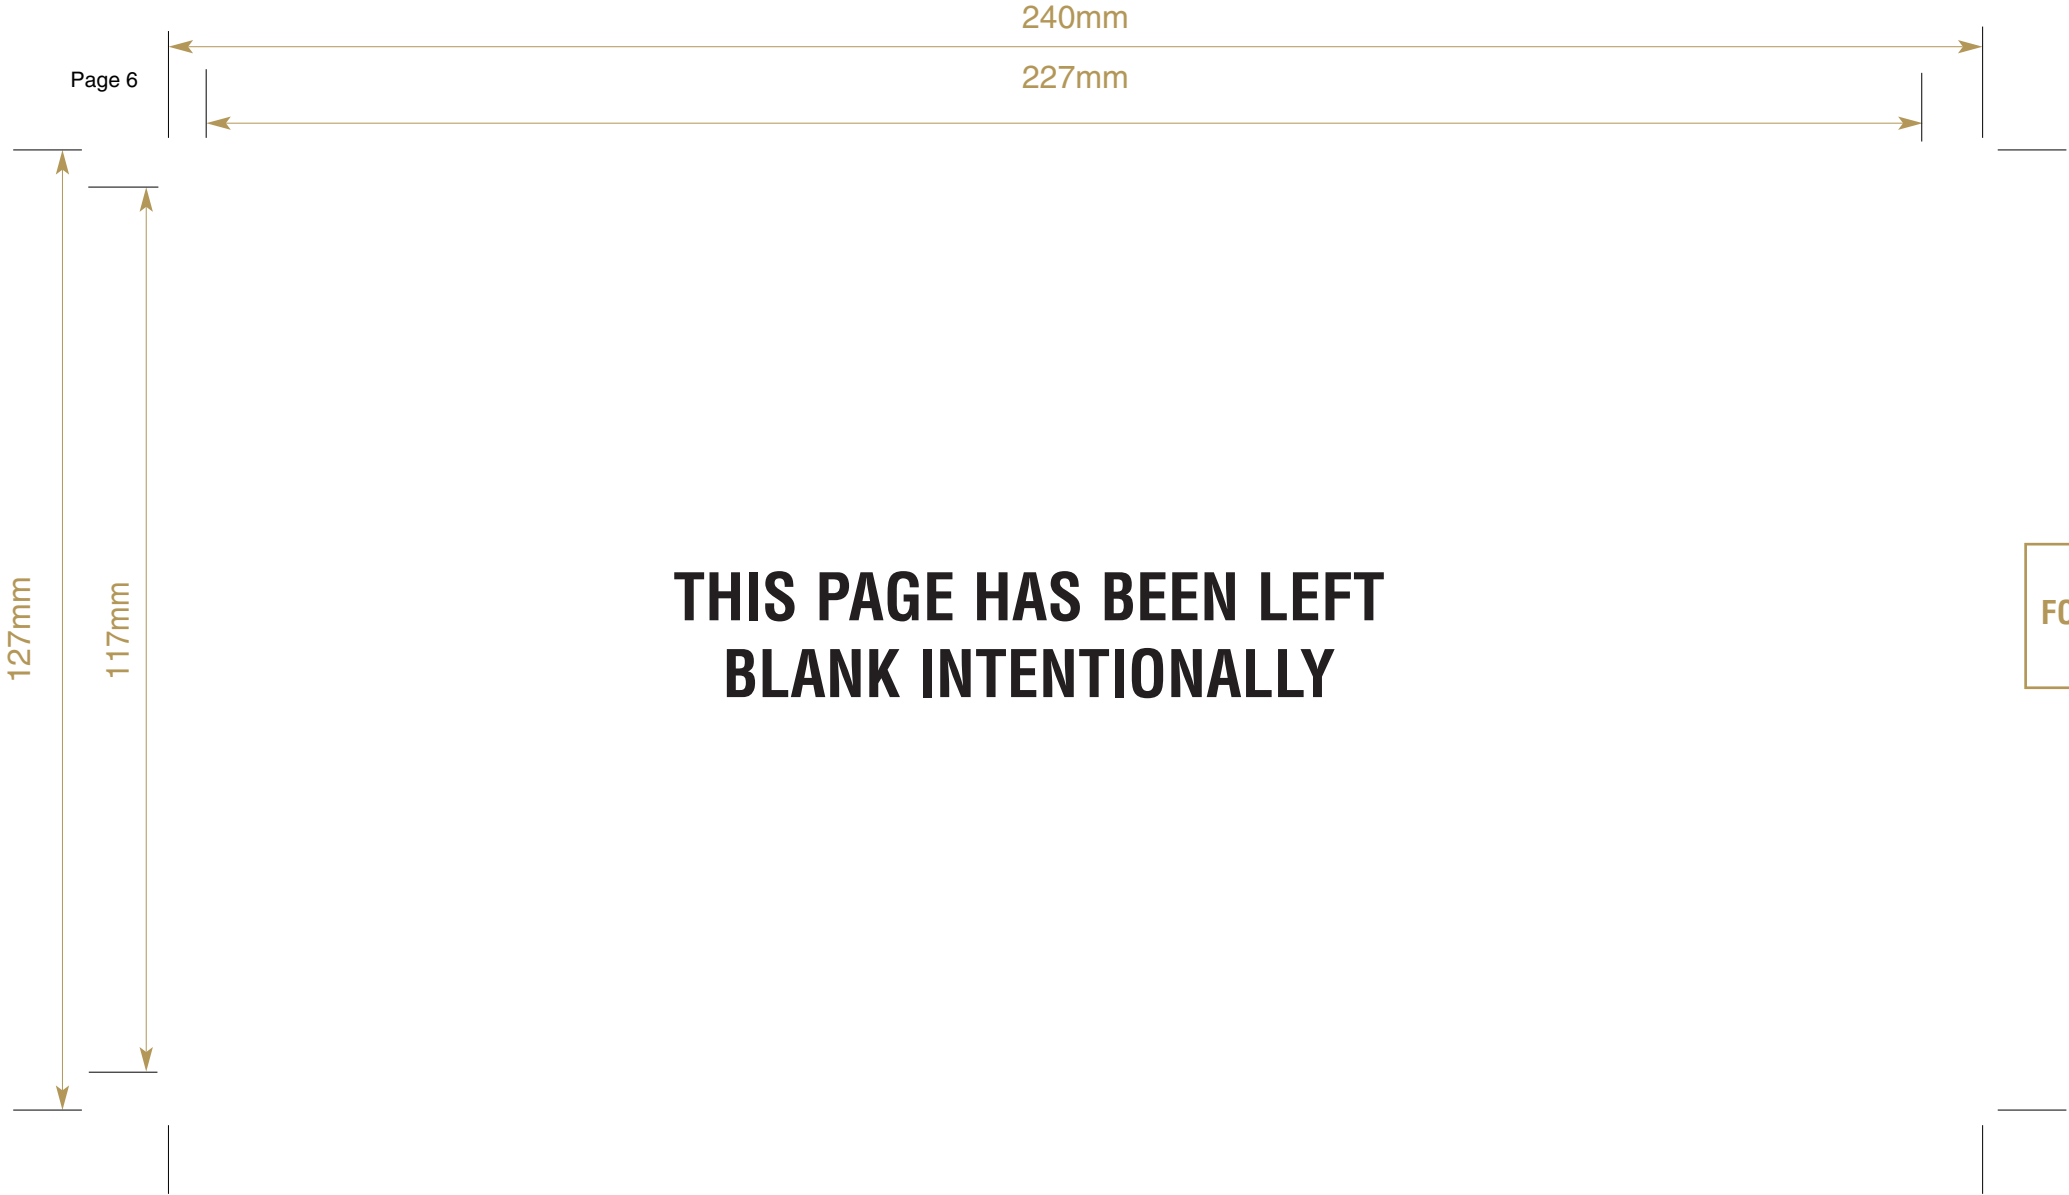 240mm
Page 6
227mm
127mm
117mm
THIS PAGE HAS BEEN LEFT
BLANK INTENTIONALLY